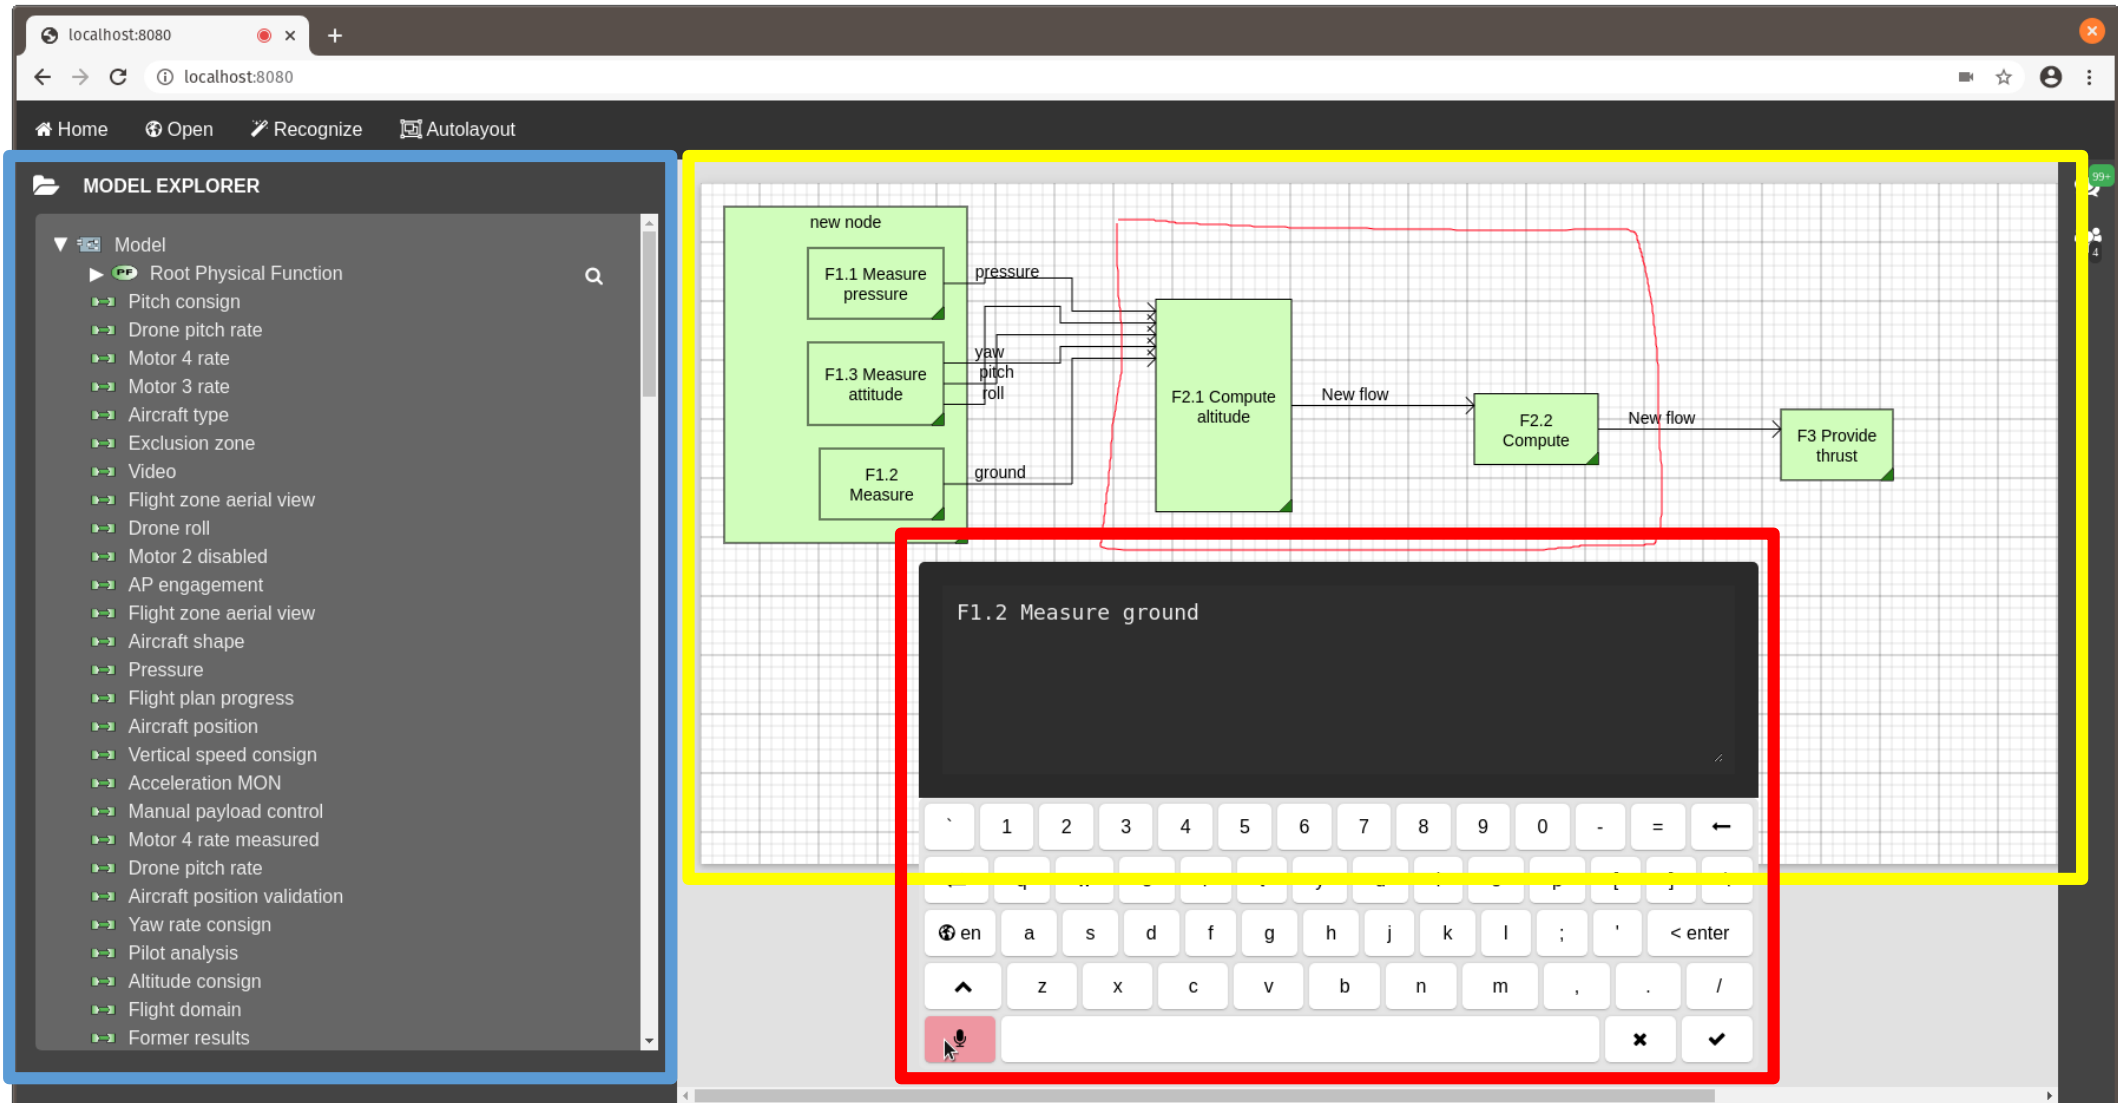 localhost:8080
localhost:8080
Home Open Recognize Autolayout
MODEL EXPLORER
Model
Root Physical Function
Pitch consign
Drone pitch rate
Motor 4 rate
Motor 3 rate
Aircraft type
Exclusion zone
Video
Flight zone aerial view
Drone roll
Motor 2 disabled
AP engagement
Flight zone aerial view
Aircraft shape
Pressure
Flight plan progress
Aircraft position
Vertical speed consign
Acceleration MON
Manual payload control
Motor 4 rate measured
Drone pitch rate
Aircraft position validation
Yaw rate consign
Pilot analysis
Altitude consign
Flight domain
Former results
99+
4
new node
F1.1 Measure
pressure
pressure
F1.3 Measure
attitude
yaw
pitch
roll
F1.2
Measure
ground
F2.1 Compute
altitude
New flow
F2.2
Compute
New flow
F3 Provide
thrust
F1.2 Measure ground
` 1 2 3 4 5 6 7 8 9 0 - =
en a s d f g h j k l ; ' < enter
z x c v b n m , . /